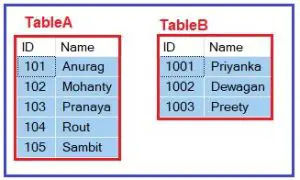 TableA
ID Name
101 Anurag
102 Mohanty
103 Pranaya
104 Rout
105 Sambit
TableB
ID Name
1001 Priyanka
1002 Dewagan
1003 Preety